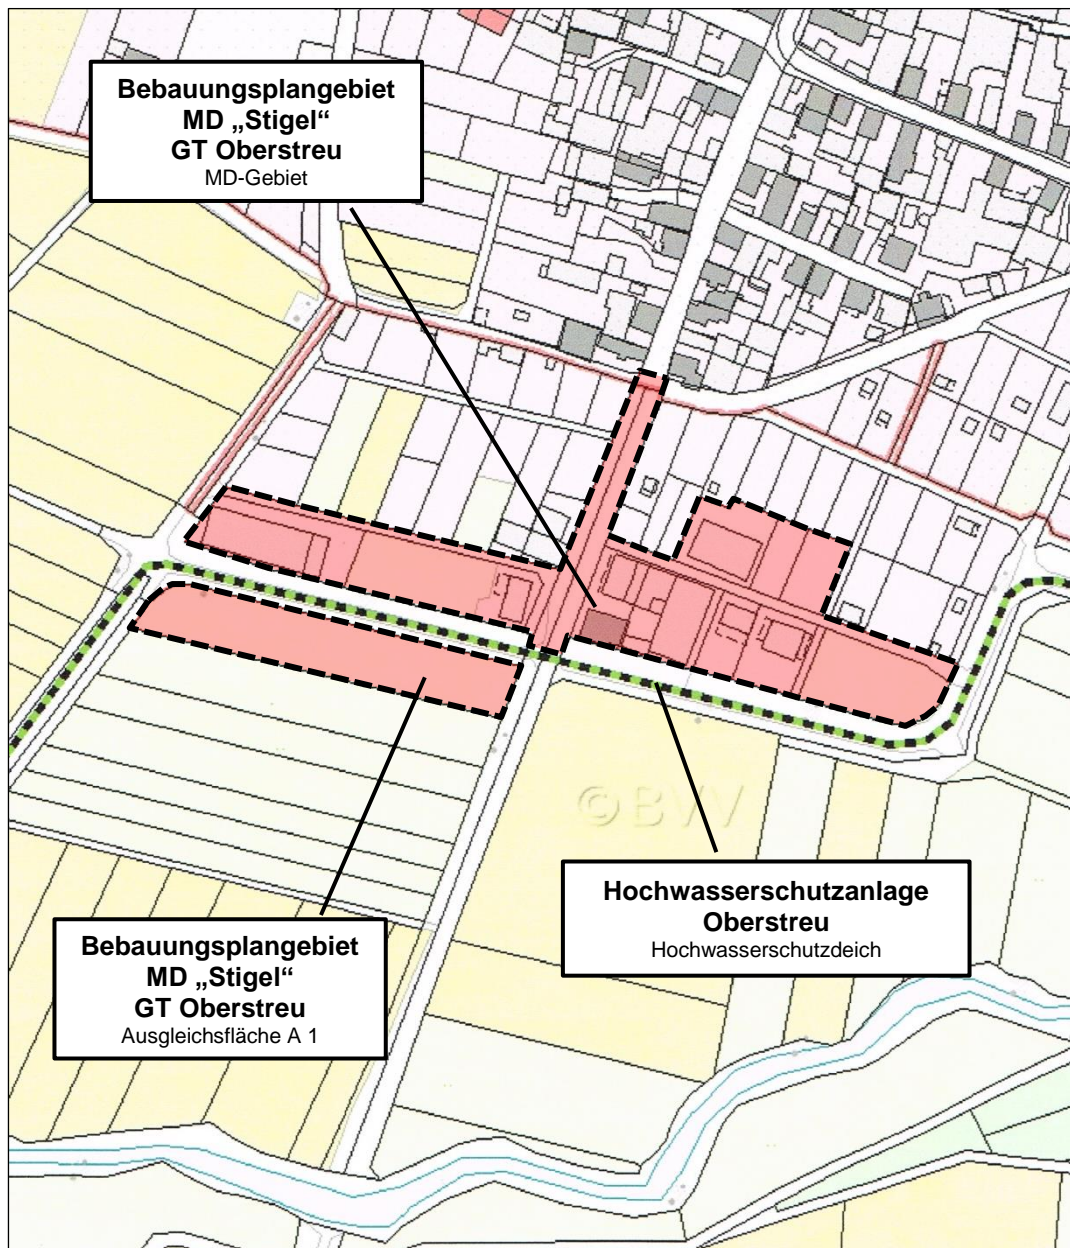 Bebauungsplangebiet
MD „Stigel“
GT Oberstreu
MD-Gebiet
©BVV
Hochwasserschutzanlage
Oberstreu
Hochwasserschutzdeich
Bebauungsplangebiet
MD „Stigel“
GT Oberstreu
Ausgleichsfläche A 1